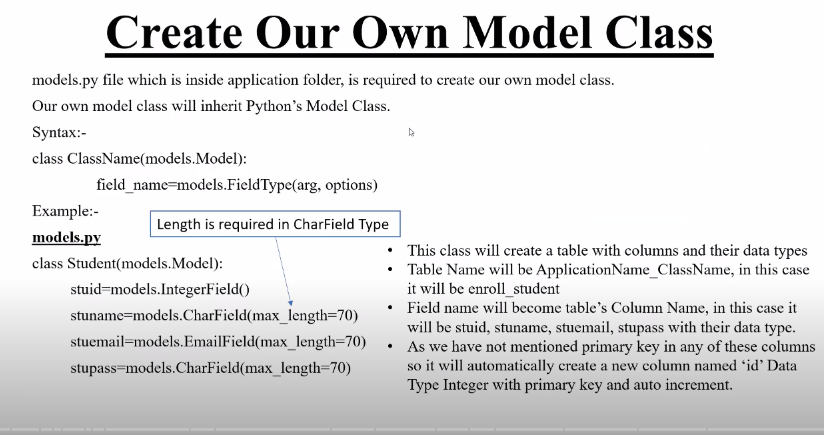 Create Our Own Model Class
models.py file which is inside application folder, is required to create our own model class.
Our own model class will inherit Python's Model Class.
Syntax:-
class ClassName(models.Model):
field_name=models.FieldType(arg, options)
Example:-
Length is required in CharField Type
models.py
class Student(models.Model):
stuid=models.IntegerField()
stuname=models.CharField(max_length=70)
stuemail=models.EmailField(max_length=70)
stupass=models.CharField(max_length=70)
• This class will create a table with columns and their data types
• Table Name will be ApplicationName_ClassName, in this case
it will be enroll_student
• Field name will become table's Column Name, in this case it
will be stuid, stuname, stuemail, stupass with their data type.
• As we have not mentioned primary key in any of these columns
so it will automatically create a new column named 'id' Data
Type Integer with primary key and auto increment.